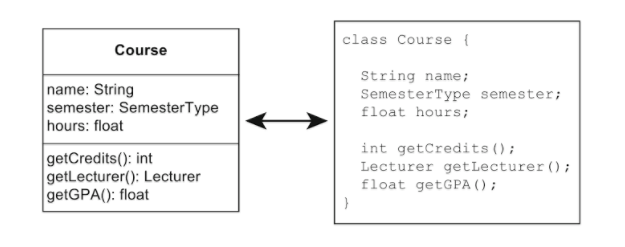 Course
name: String
semester: SemesterType
hours: float
getCredits(): int
getLecturer(): Lecturer
getGPA(): float
class Course {
String name;
SemesterType semester;
float hours;
int getCredits();
Lecturer getLecturer();
float getGPA();
}